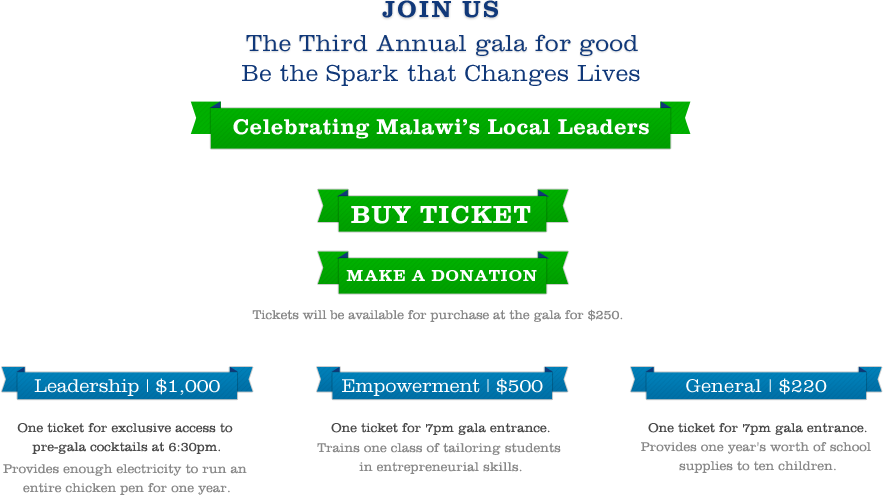 JOIN US
The Third Annual gala for good
Be the Spark that Changes Lives
Celebrating Malawi's Local Leaders
BUY TICKET
MAKE A DONATION
Tickets will be available for purchase at the gala for $250.
Leadership | $1,000
One ticket for exclusive access to
pre-gala cocktails at 6:30pm.
Provides enough electricity to run an
entire chicken pen for one year.
Empowerment | $500
One ticket for 7pm gala entrance.
Trains one class of tailoring students
in entrepreneurial skills.
General | $220
One ticket for 7pm gala entrance.
Provides one year's worth of school
supplies to ten children.